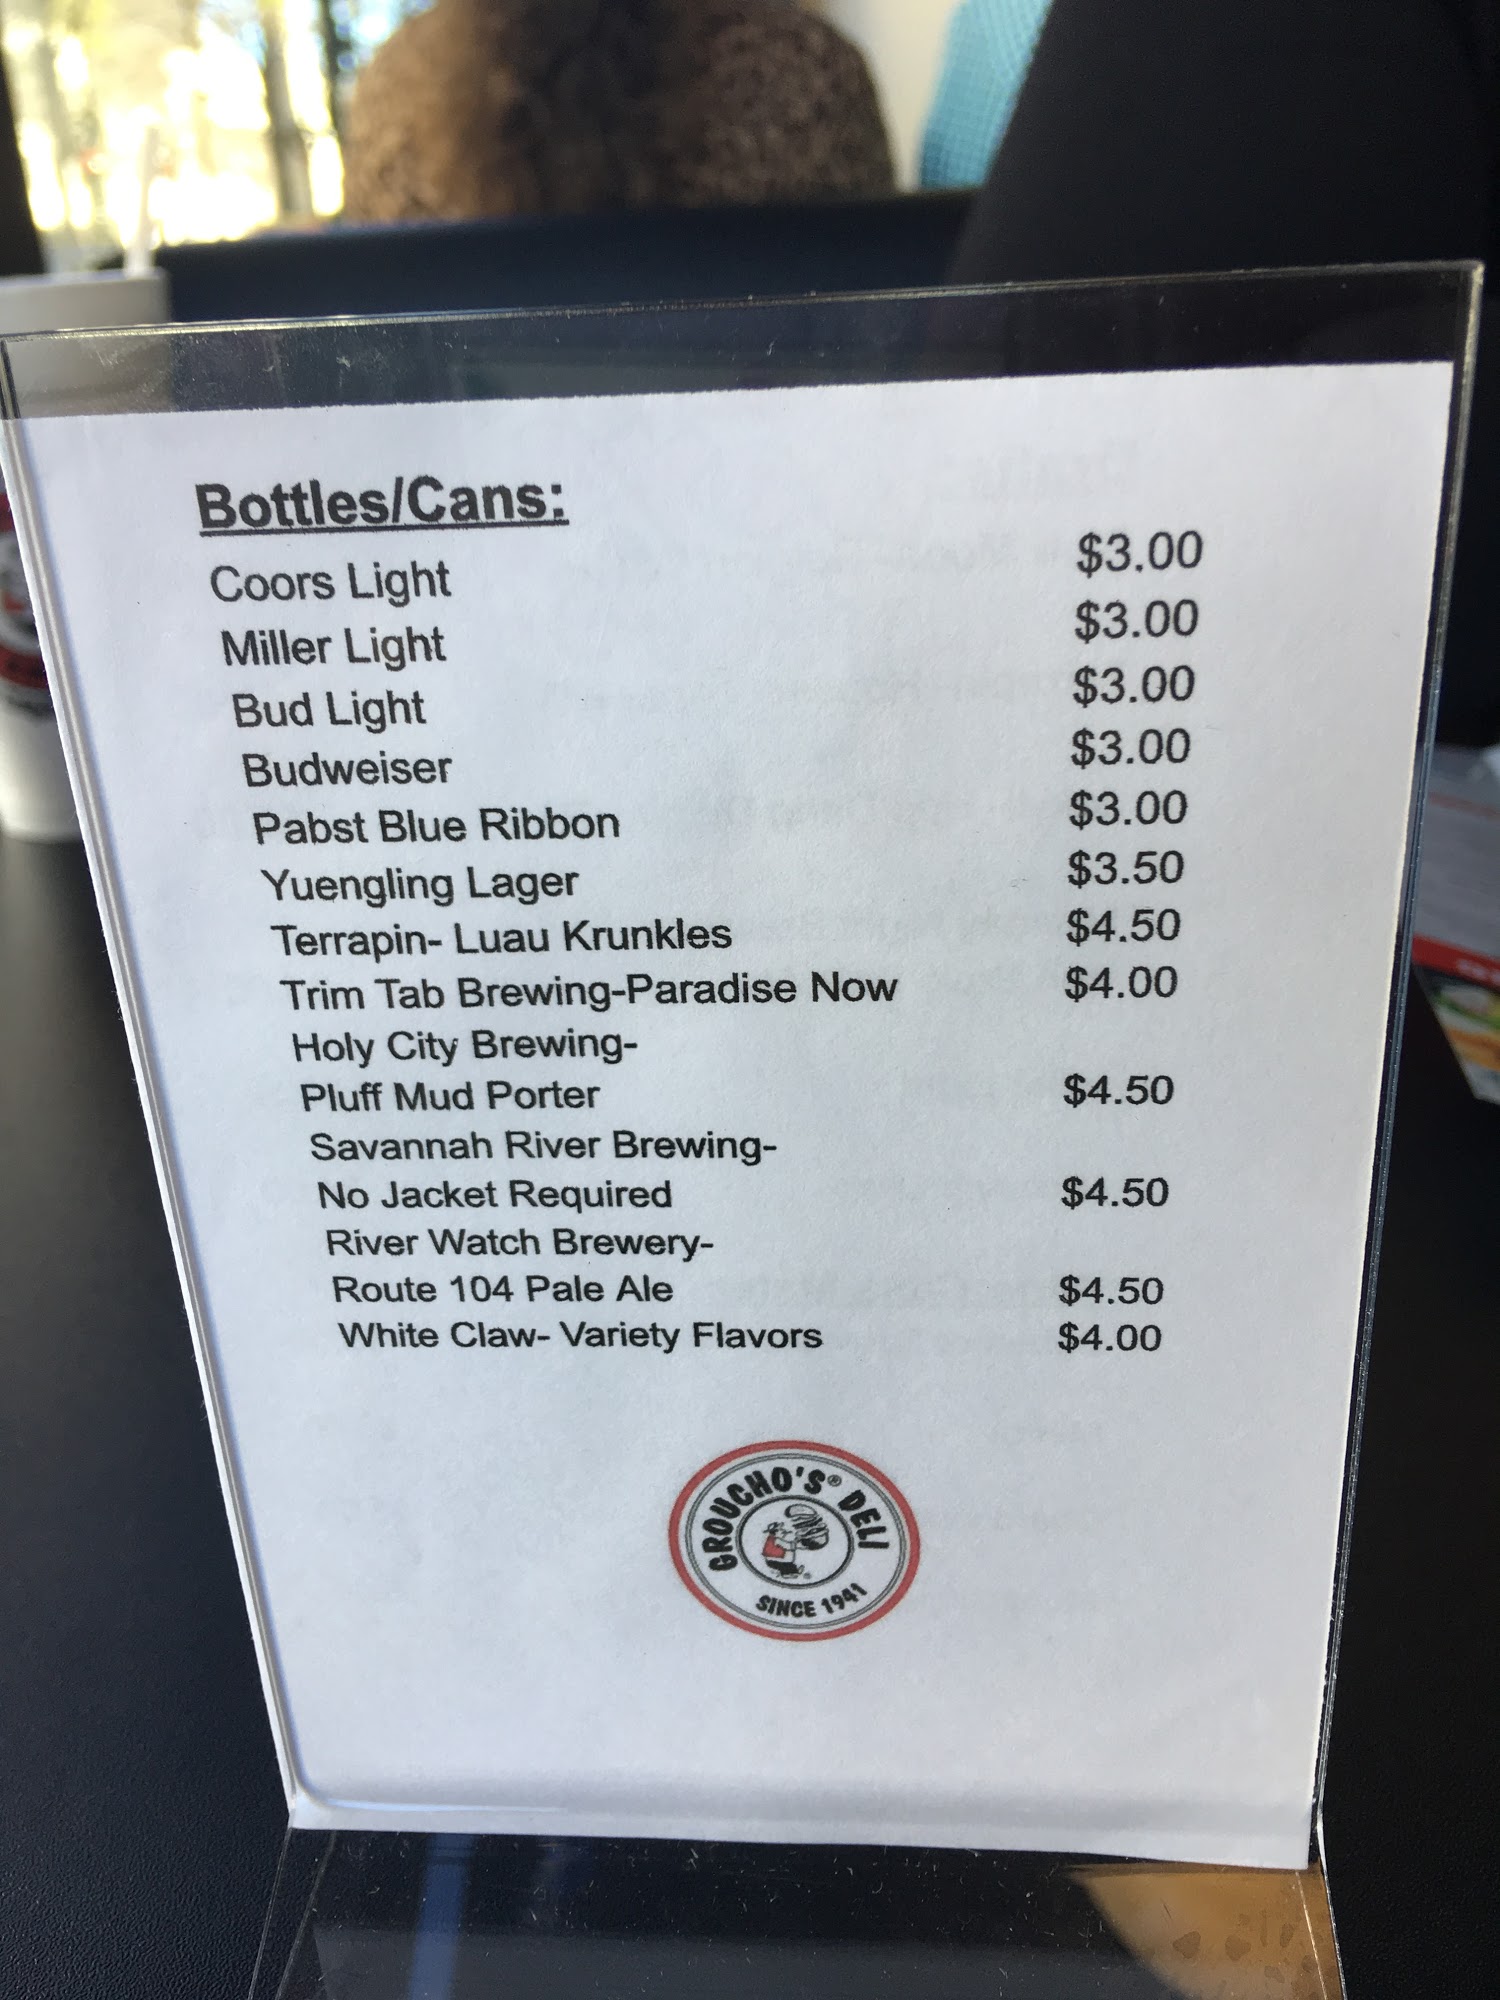 Bottles/Cans:
Coors Light $3.00
Miller Light $3.00
Bud Light $3.00
Budweiser $3.00
Pabst Blue Ribbon $3.00
Yuengling Lager $3.50
Terrapin- Luau Krunkles $4.50
Trim Tab Brewing-Paradise Now $4.00
Holy City Brewing-
Pluff Mud Porter $4.50
Savannah River Brewing-
No Jacket Required $4.50
River Watch Brewery-
Route 104 Pale Ale $4.50
White Claw- Variety Flavors $4.00
GROUCHO'S® DELI
SINCE 1941